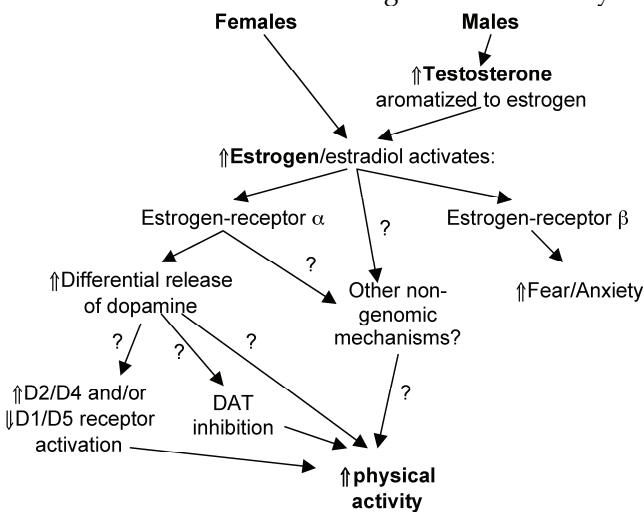 Females Males
⇑Testosterone
aromatized to estrogen
⇑Estrogen/estradiol activates:
Estrogen-receptor α Estrogen-receptor β
?
?
⇑Differential release
of dopamine
Other non-
genomic
mechanisms?
⇑Fear/Anxiety
? ? ?
?
⇑D2/D4 and/or
⇓D1/D5 receptor
activation
DAT
inhibition
⇑physical
activity